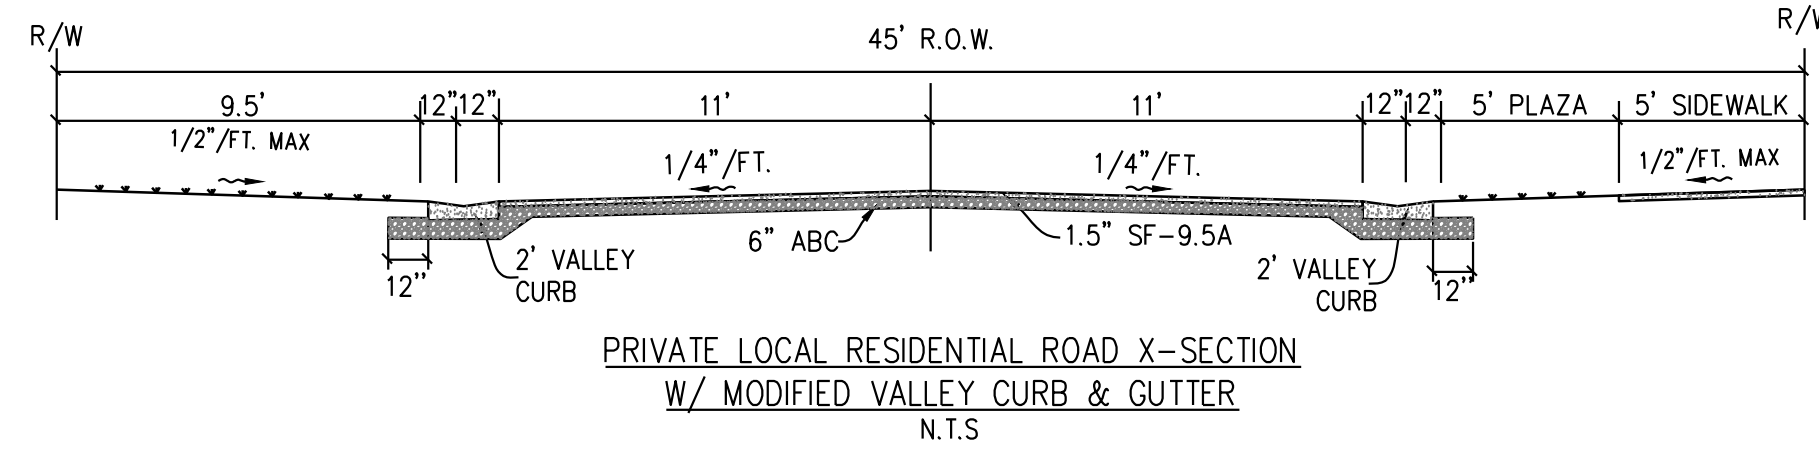 R/W
R/W
45' R.O.W.
9.5'
12"
12"
11'
11'
12"
12"
5' PLAZA
5' SIDEWALK
1/2"/FT. MAX
1/4"/FT.
1/4"/FT.
1/2"/FT. MAX
6" ABC
1.5" SF-9.5A
2' VALLEY
CURB
2' VALLEY
CURB
12"
12"
PRIVATE LOCAL RESIDENTIAL ROAD X-SECTION
W/ MODIFIED VALLEY CURB & GUTTER
N.T.S